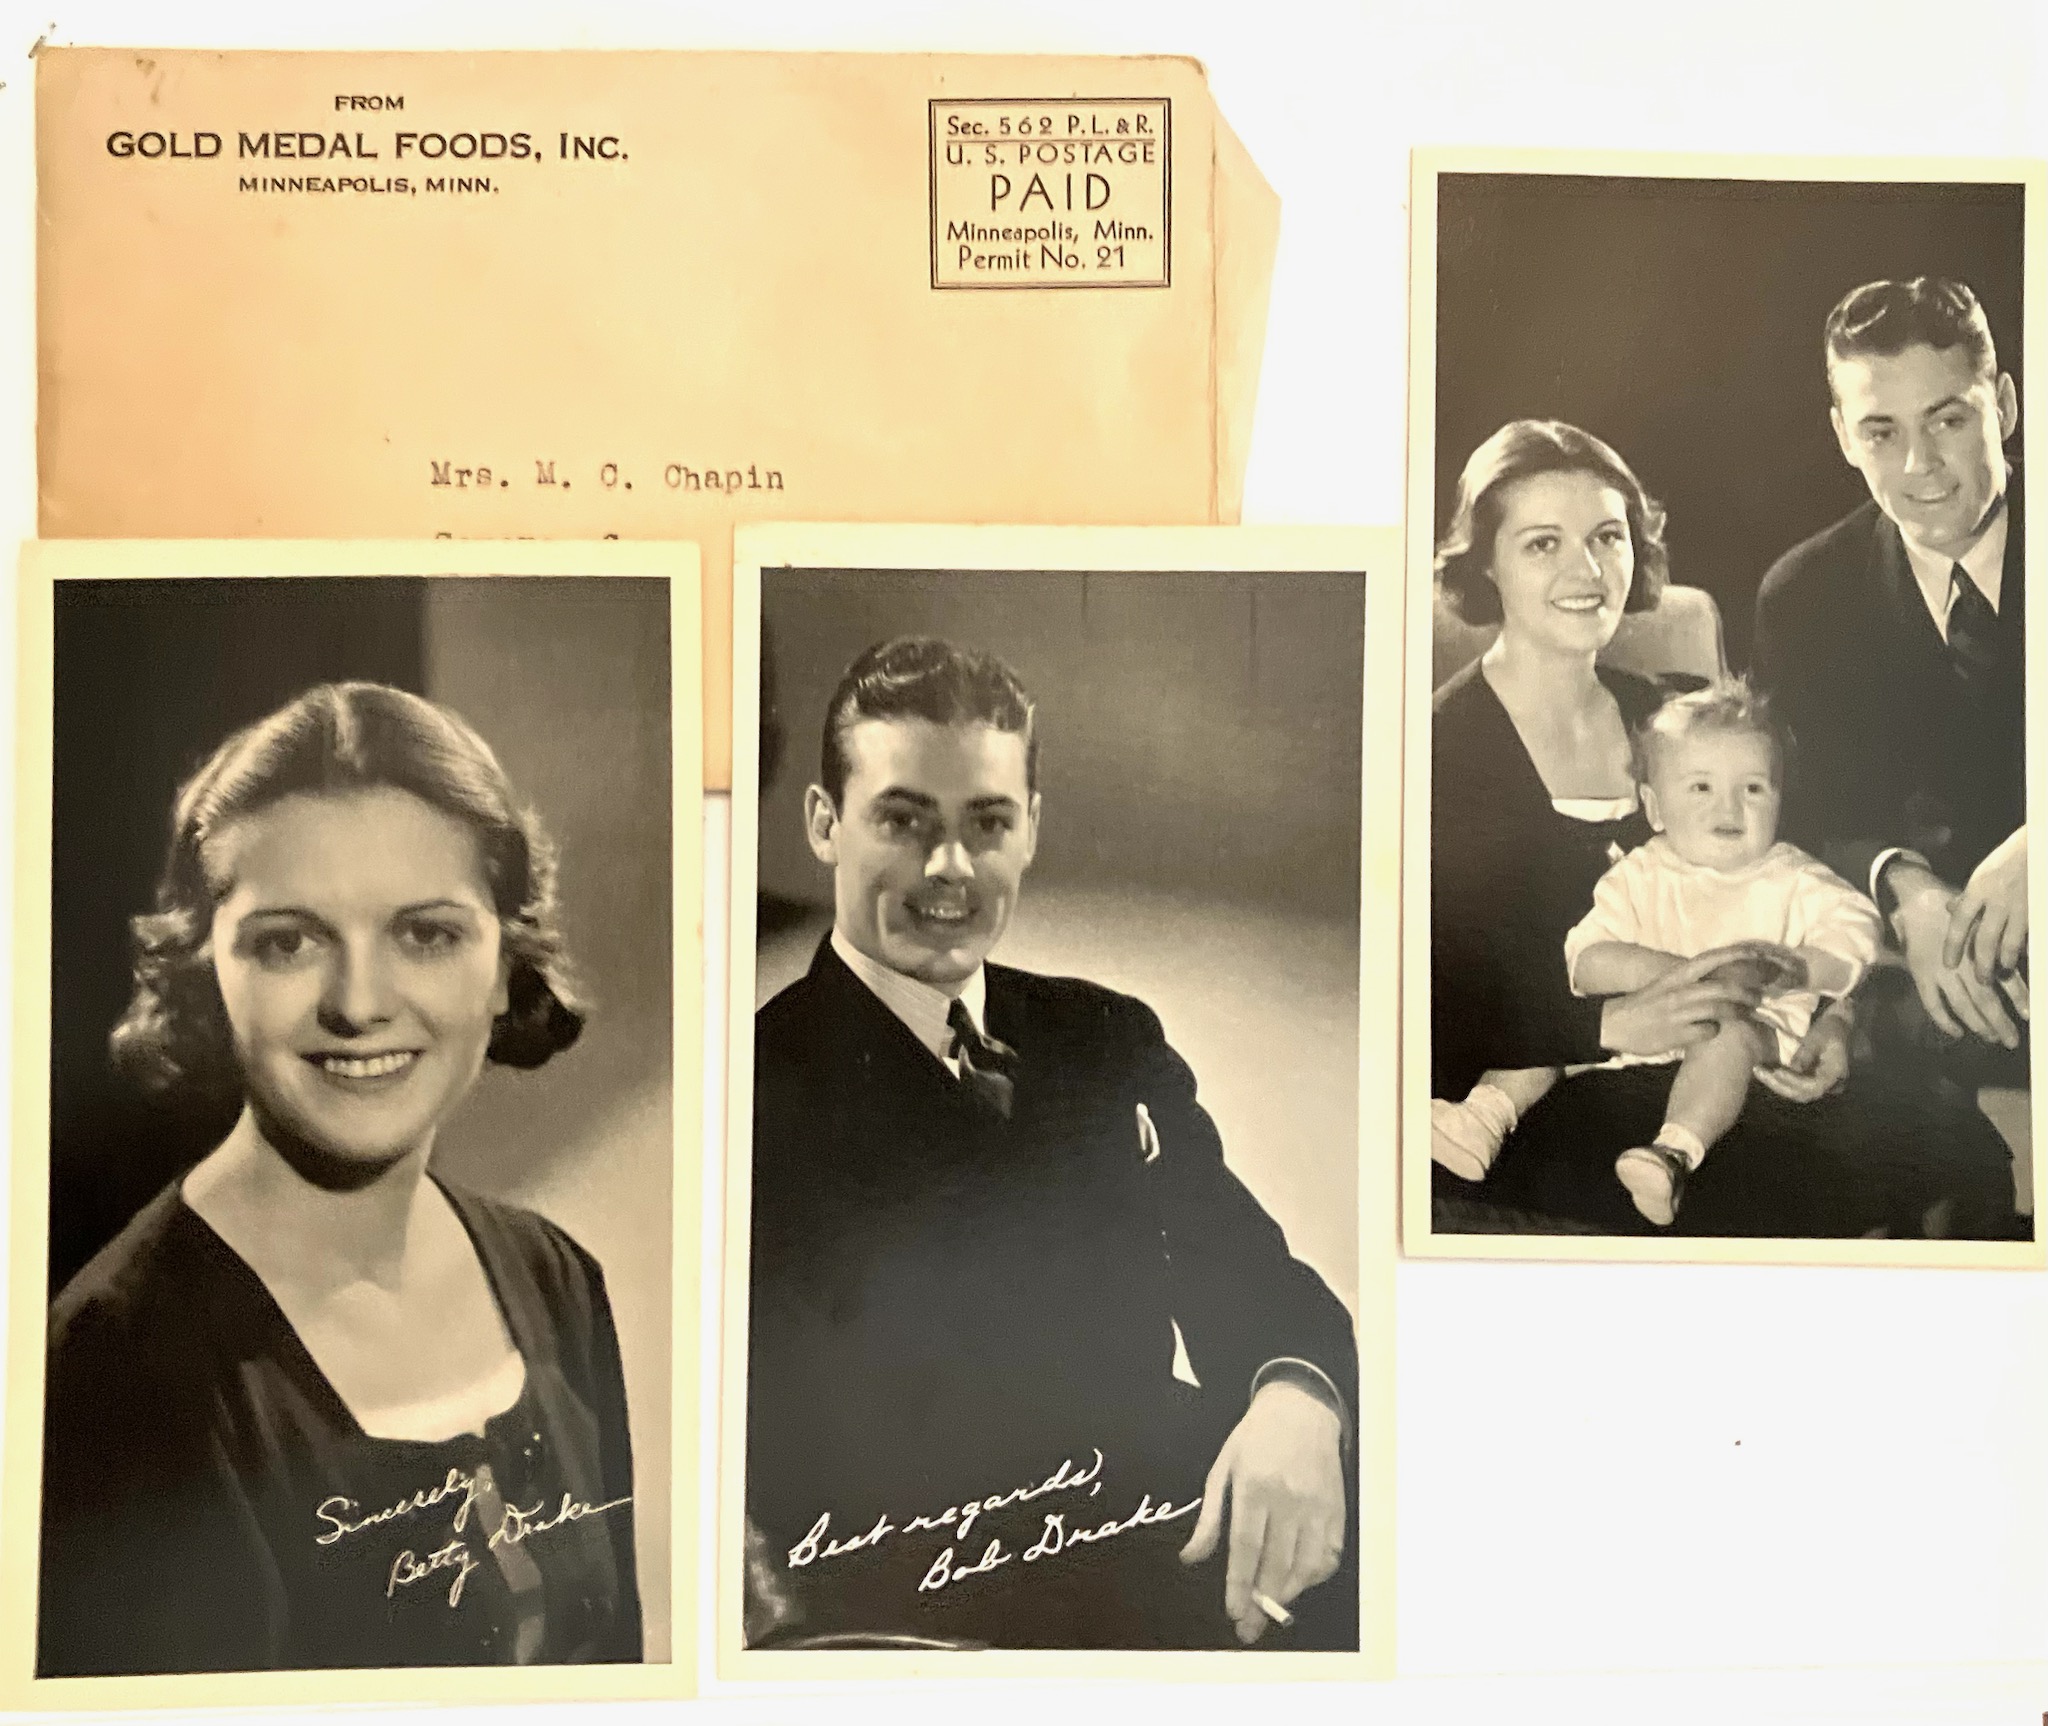 FROM
GOLD MEDAL FOODS, INC.
MINNEAPOLIS, MINN.
Sec. 562 P. L. & R.
U. S. POSTAGE
PAID
Minneapolis, Minn.
Permit No. 21
Mrs. M. C. Chapin
Sincerely,
Betty Drake
Best regards,
Bob Drake